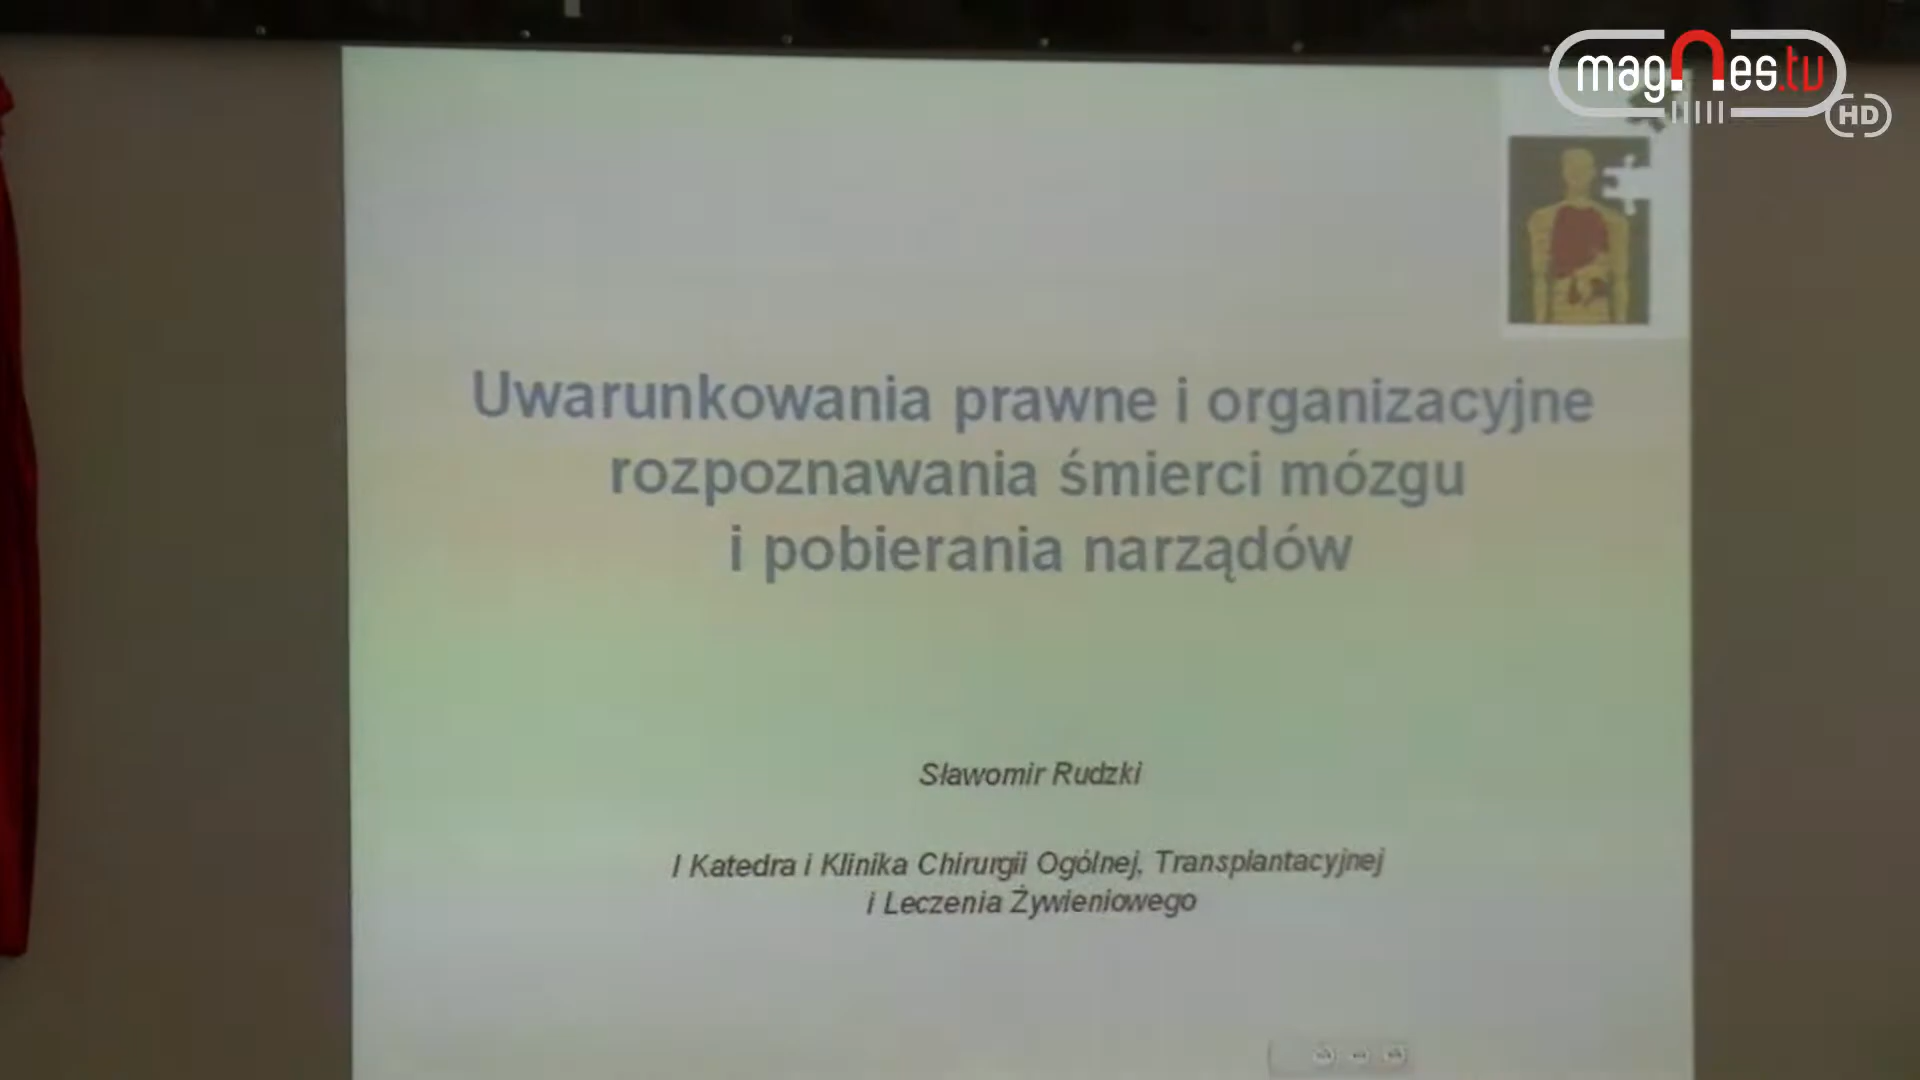 magnes.tv
HD
Uwarunkowania prawne i organizacyjne
rozpoznawania śmierci mózgu
i pobierania narządów
Sławomir Rudzki
I Katedra i Klinika Chirurgii Ogólnej, Transplantacyjnej
i Leczenia Żywieniowego